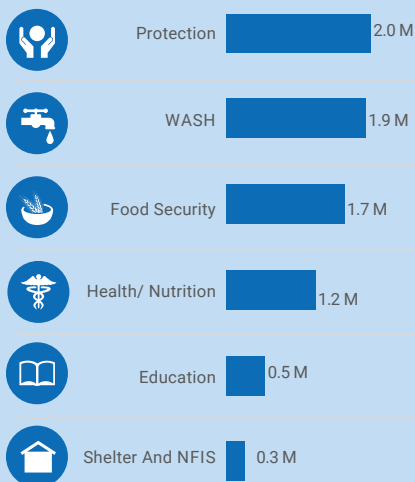 Protection 2.0 M
WASH 1.9 M
Food Security 1.7 M
Health/ Nutrition 1.2 M
Education 0.5 M
Shelter And NFIS 0.3 M